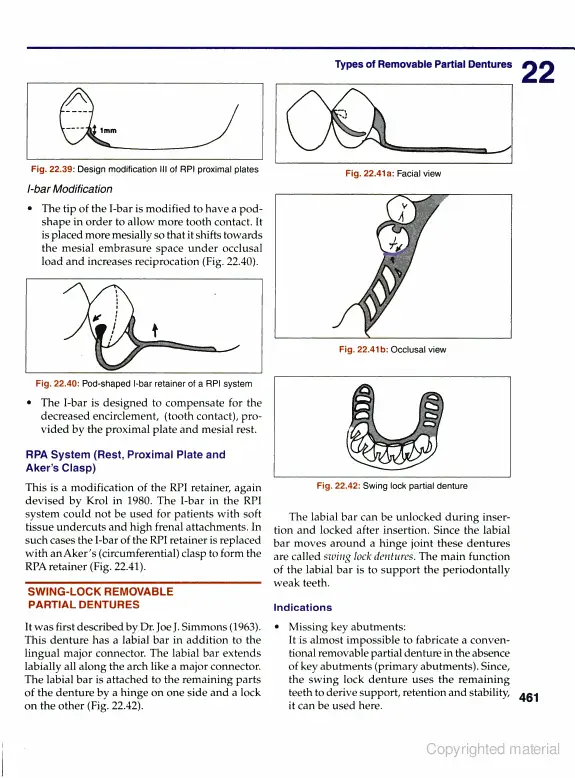 Types of Removable Partial Dentures 22
1mm
Fig. 22.39: Design modification III of RPI proximal plates
I-bar Modification
• The tip of the I-bar is modified to have a pod-
shape in order to allow more tooth contact. It
is placed more mesially so that it shifts towards
the mesial embrasure space under occlusal
load and increases reciprocation (Fig. 22.40).
Fig. 22.40: Pod-shaped I-bar retainer of a RPI system
• The I-bar is designed to compensate for the
decreased encirclement, (tooth contact), pro-
vided by the proximal plate and mesial rest.
RPA System (Rest, Proximal Plate and
Aker's Clasp)
This is a modification of the RPI retainer, again
devised by Krol in 1980. The I-bar in the RPI
system could not be used for patients with soft
tissue undercuts and high frenal attachments. In
such cases the I-bar of the RPI retainer is replaced
with an Aker's (circumferential) clasp to form the
RPA retainer (Fig. 22.41).
SWING-LOCK REMOVABLE
PARTIAL DENTURES
It was first described by Dr. Joe J. Simmons (1963).
This denture has a labial bar in addition to the
lingual major connector. The labial bar extends
labially all along the arch like a major connector.
The labial bar is attached to the remaining parts
of the denture by a hinge on one side and a lock
on the other (Fig. 22.42).
Fig. 22.41a: Facial view
Fig. 22.41b: Occlusal view
Fig. 22.42: Swing lock partial denture
The labial bar can be unlocked during inser-
tion and locked after insertion. Since the labial
bar moves around a hinge joint these dentures
are called swing lock dentures. The main function
of the labial bar is to support the periodontally
weak teeth.
Indications
• Missing key abutments:
It is almost impossible to fabricate a conven-
tional removable partial denture in the absence
of key abutments (primary abutments). Since,
the swing lock denture uses the remaining
teeth to derive support, retention and stability,
it can be used here.
461
Copyrighted material